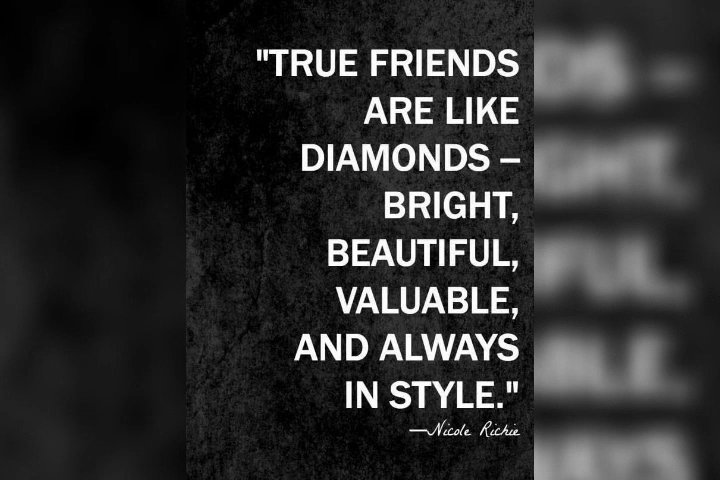 "TRUE FRIENDS
ARE LIKE
DIAMONDS –
BRIGHT,
BEAUTIFUL,
VALUABLE,
AND ALWAYS
IN STYLE."
—Nicole Richie